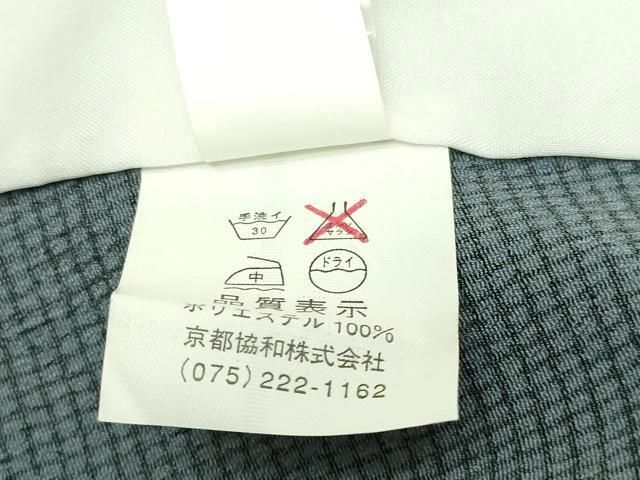 手洗イ
30
中
ドライ
品質表示
ポリエステル 100%
京都協和株式会社
(075) 222-1162